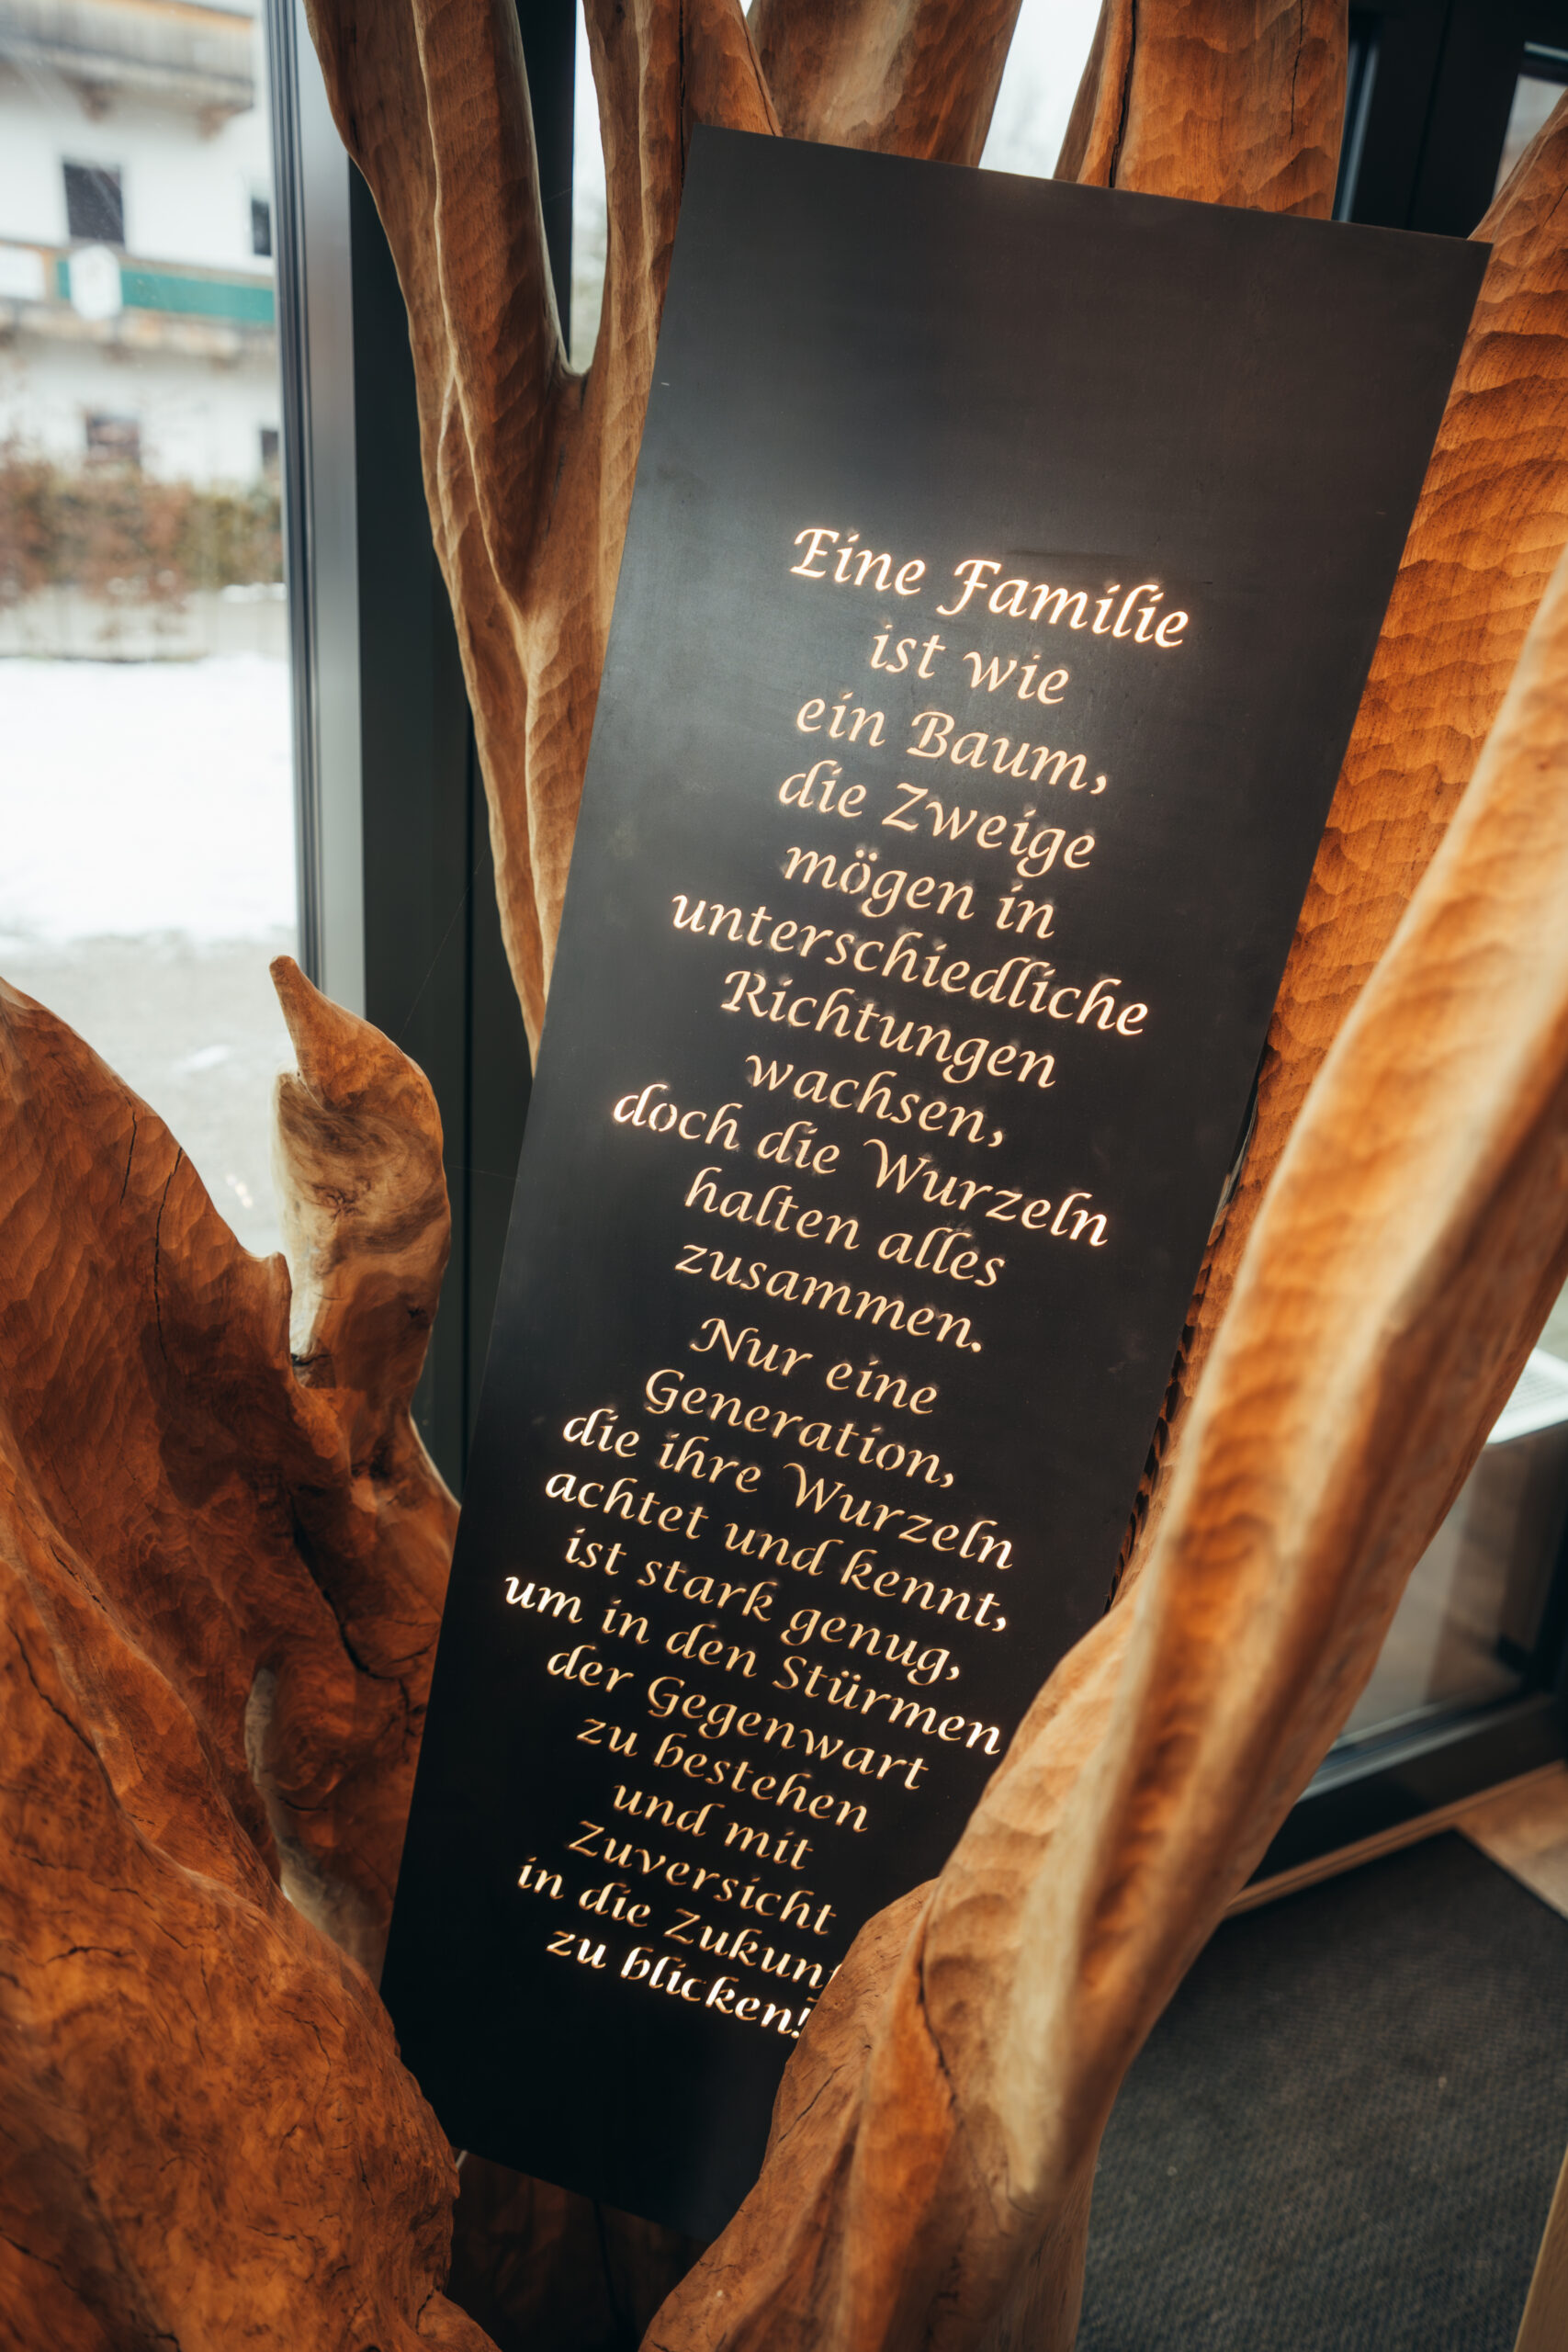 Eine Familie
ist wie
ein Baum,
die Zweige
mögen in
unterschiedliche
Richtungen
wachsen,
doch die Wurzeln
halten alles
zusammen.
Nur eine
Generation,
die ihre Wurzeln
achtet und kennt,
ist stark genug,
um in den Stürmen
der Gegenwart
zu bestehen
und mit
Zuversicht
in die Zukunf
zu blicken!